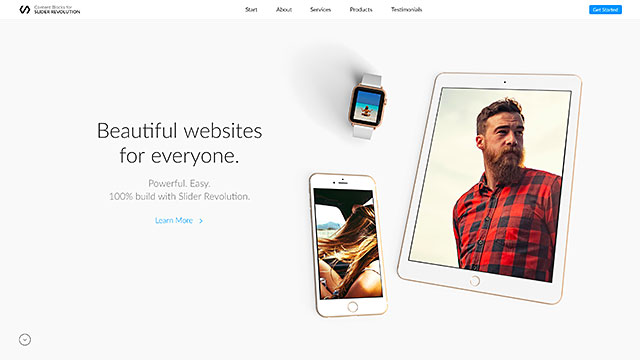 Content Blocks for
SLIDER REVOLUTION
Start
About
Services
Products
Testimonials
Get Started
Beautiful websites
for everyone.
Powerful. Easy.
100% build with Slider Revolution.
Learn More